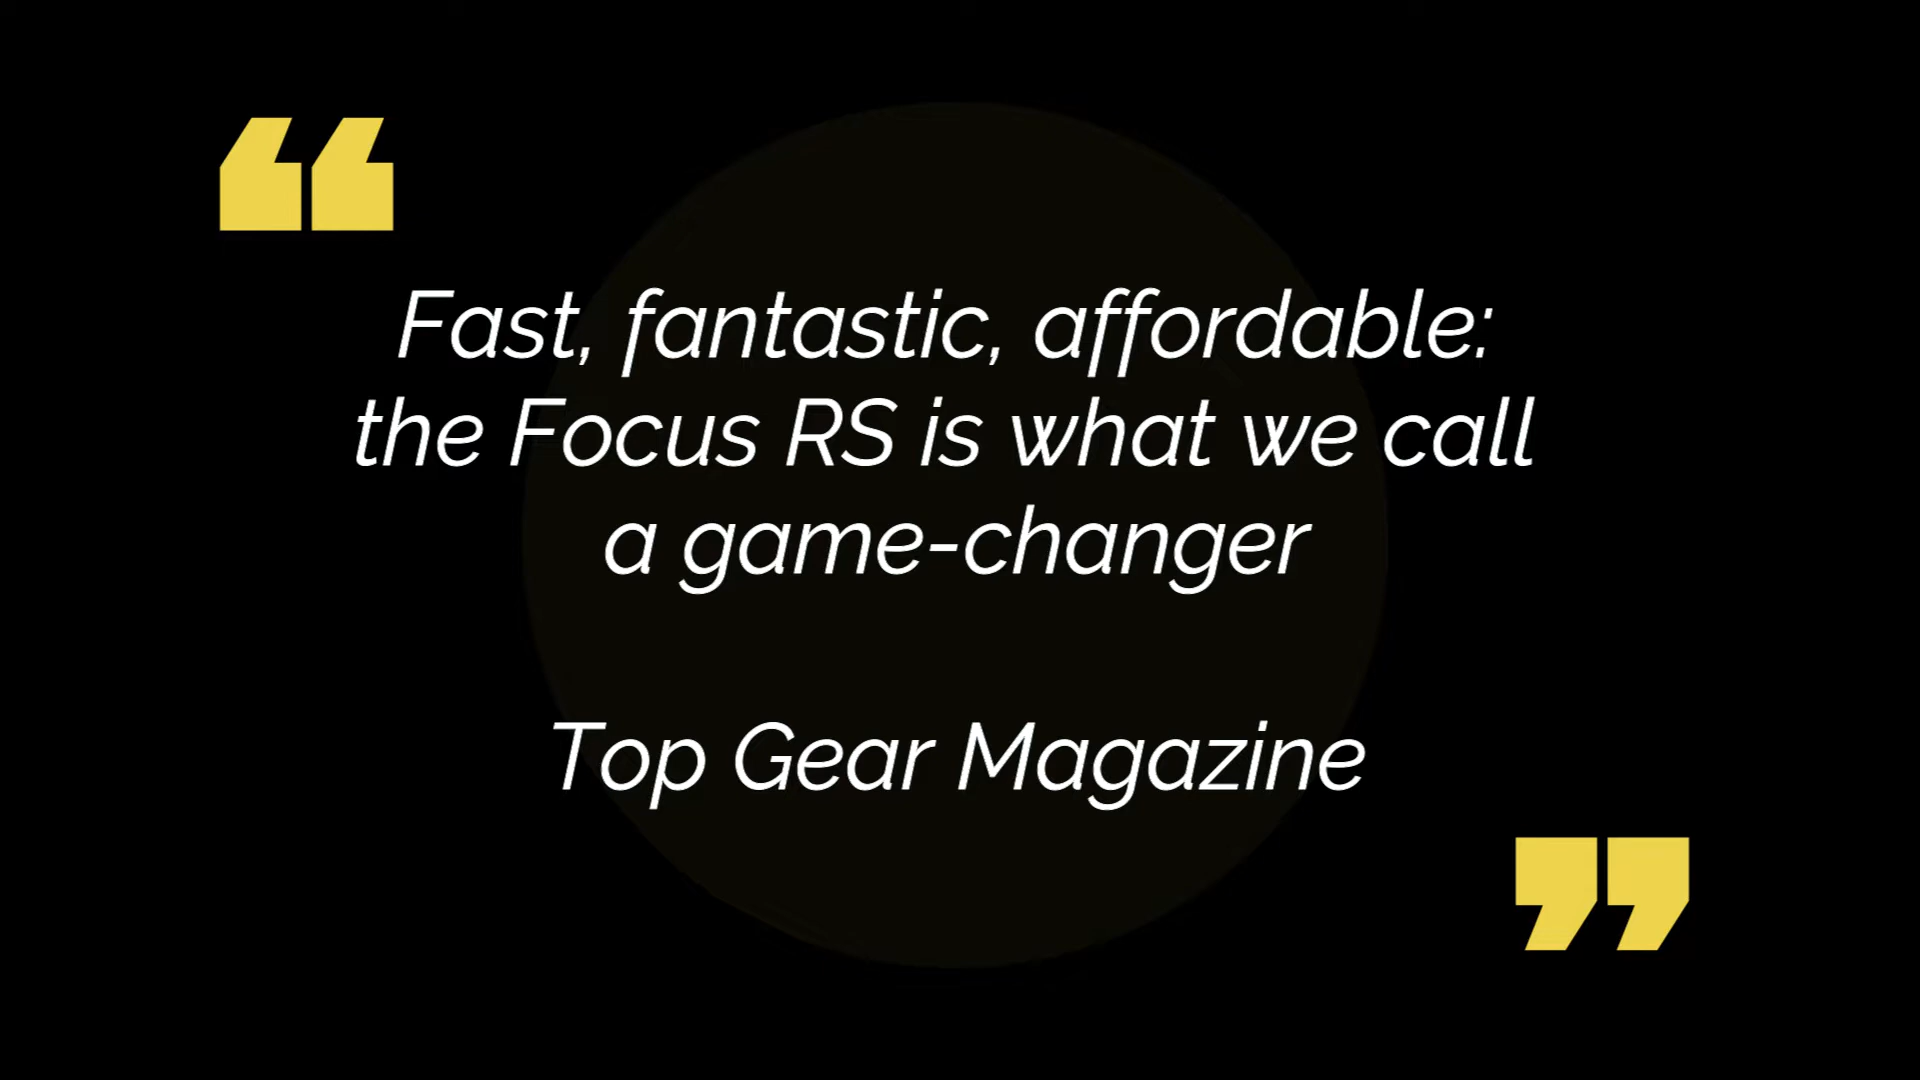 “
Fast, fantastic, affordable:
the Focus RS is what we call
a game-changer
Top Gear Magazine
”